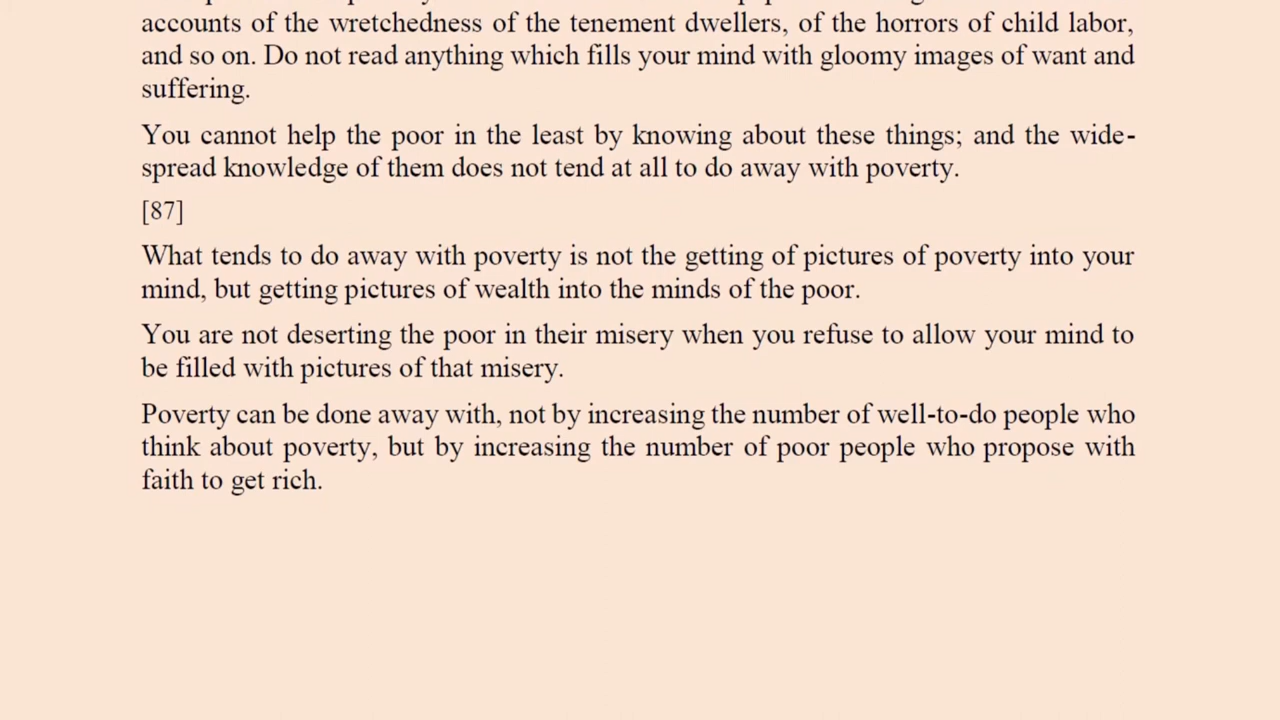 accounts of the wretchedness of the tenement dwellers, of the horrors of child labor,
and so on. Do not read anything which fills your mind with gloomy images of want and
suffering.
You cannot help the poor in the least by knowing about these things; and the wide-
spread knowledge of them does not tend at all to do away with poverty.
[87]
What tends to do away with poverty is not the getting of pictures of poverty into your
mind, but getting pictures of wealth into the minds of the poor.
You are not deserting the poor in their misery when you refuse to allow your mind to
be filled with pictures of that misery.
Poverty can be done away with, not by increasing the number of well-to-do people who
think about poverty, but by increasing the number of poor people who propose with
faith to get rich.